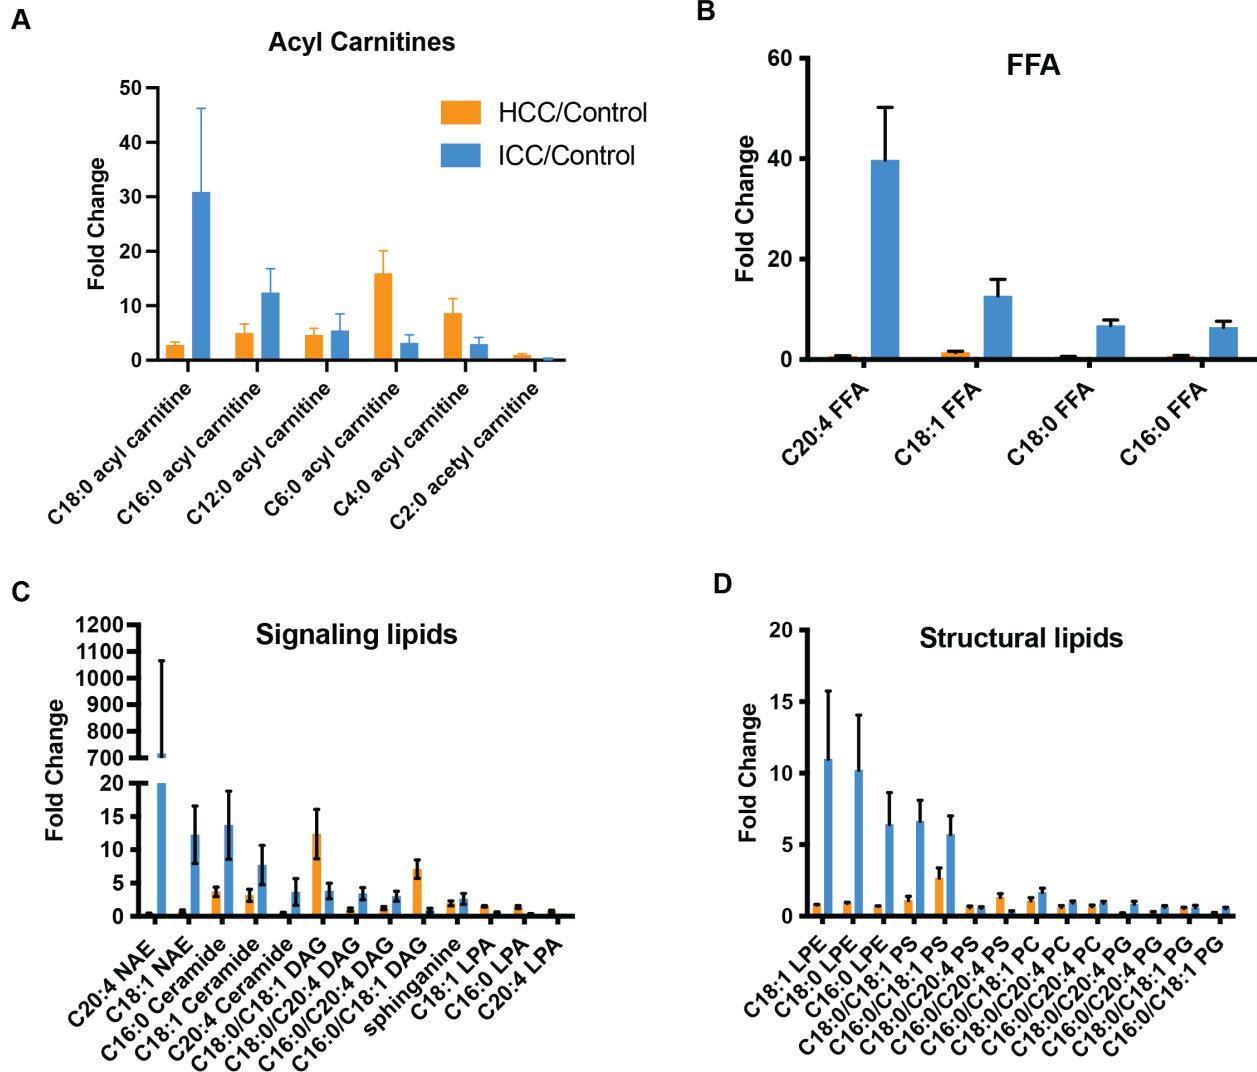 A
Acyl Carnitines
Fold Change
50
40
30
20
10
0
HCC/Control
ICC/Control
C18:0 acyl carnitine
C16:0 acyl carnitine
C12:0 acyl carnitine
C6:0 acyl carnitine
C4:0 acyl carnitine
C2:0 acetyl carnitine
B
FFA
Fold Change
60
40
20
0
C20:4 FFA
C18:1 FFA
C18:0 FFA
C16:0 FFA
C
Signaling lipids
Fold Change
1200
1100
1000
900
800
700
20
15
10
5
0
C20:4 NAE
C18:1 NAE
C16:0 Ceramide
C18:1 Ceramide
C20:4 Ceramide
C18:0/C18:1 DAG
C18:0/C20:4 DAG
C16:0/C20:4 DAG
C16:0/C18:1 DAG
sphinganine
C18:1 LPA
C16:0 LPA
C20:4 LPA
D
Structural lipids
Fold Change
20
15
10
5
0
C18:1 LPE
C18:0 LPE
C16:0 LPE
C18:0/C18:1 PS
C16:0/C18:1 PS
C18:0/C20:4 PS
C16:0/C20:4 PS
C16:0/C18:1 PC
C18:0/C20:4 PC
C16:0/C20:4 PC
C18:0/C20:4 PG
C16:0/C20:4 PG
C18:0/C18:1 PG
C16:0/C18:1 PG